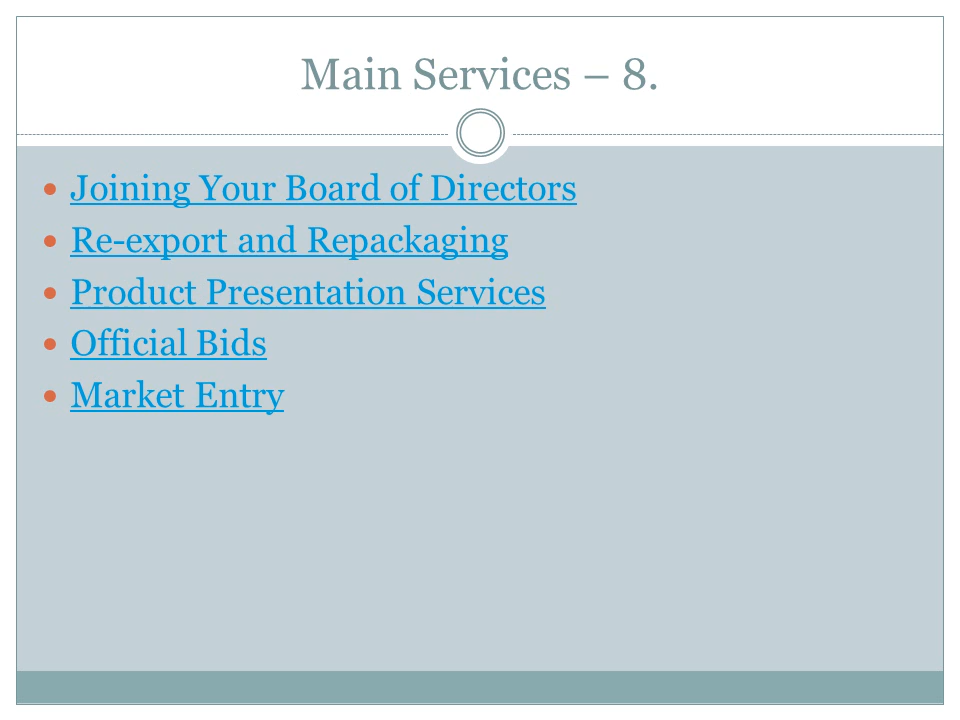 Main Services – 8.
• Joining Your Board of Directors
• Re-export and Repackaging
• Product Presentation Services
• Official Bids
• Market Entry